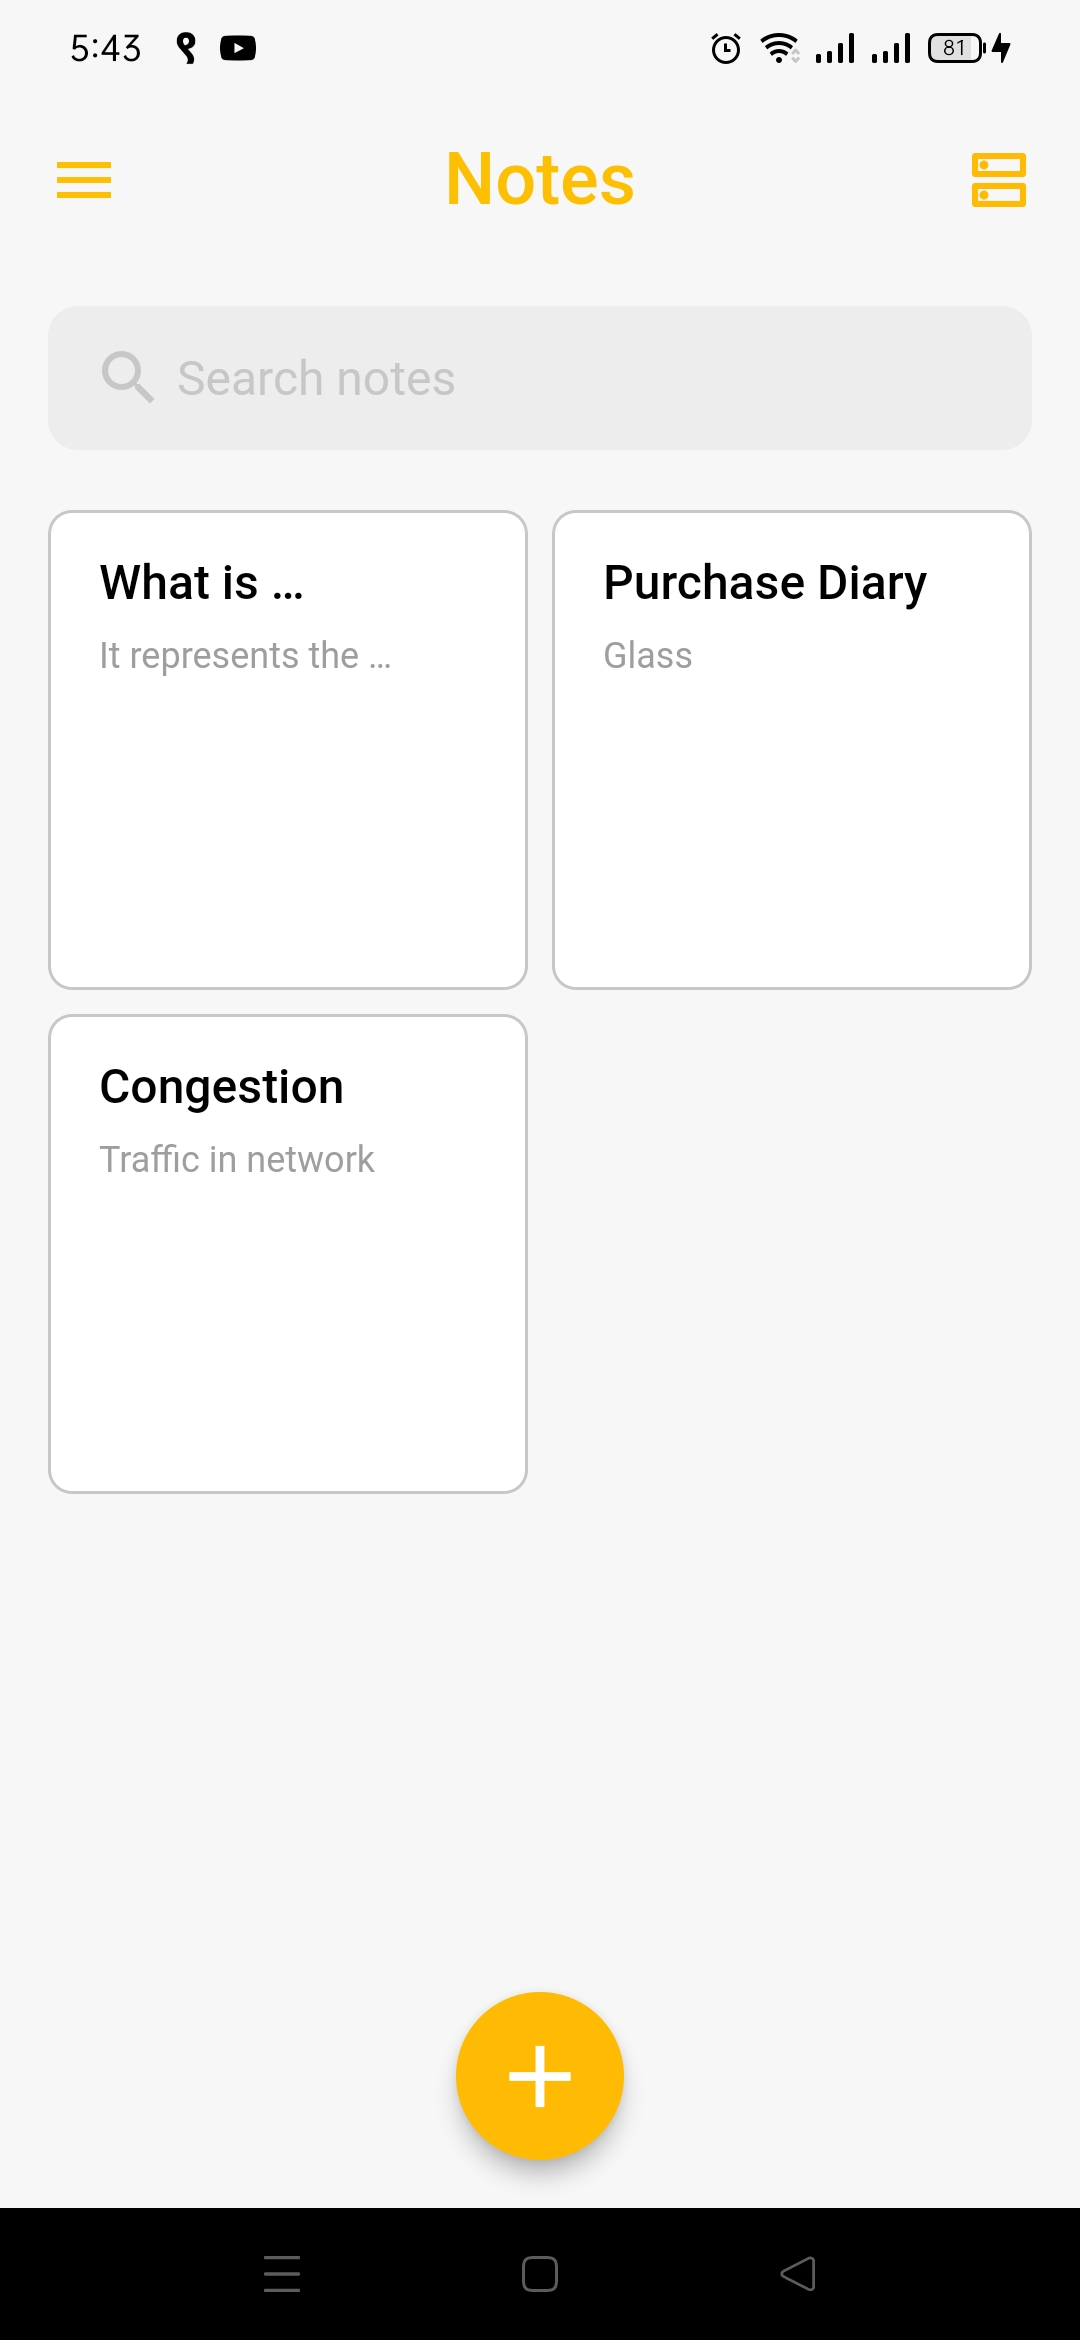 5:43
81
Notes
Search notes
What is ...
It represents the ...
Purchase Diary
Glass
Congestion
Traffic in network